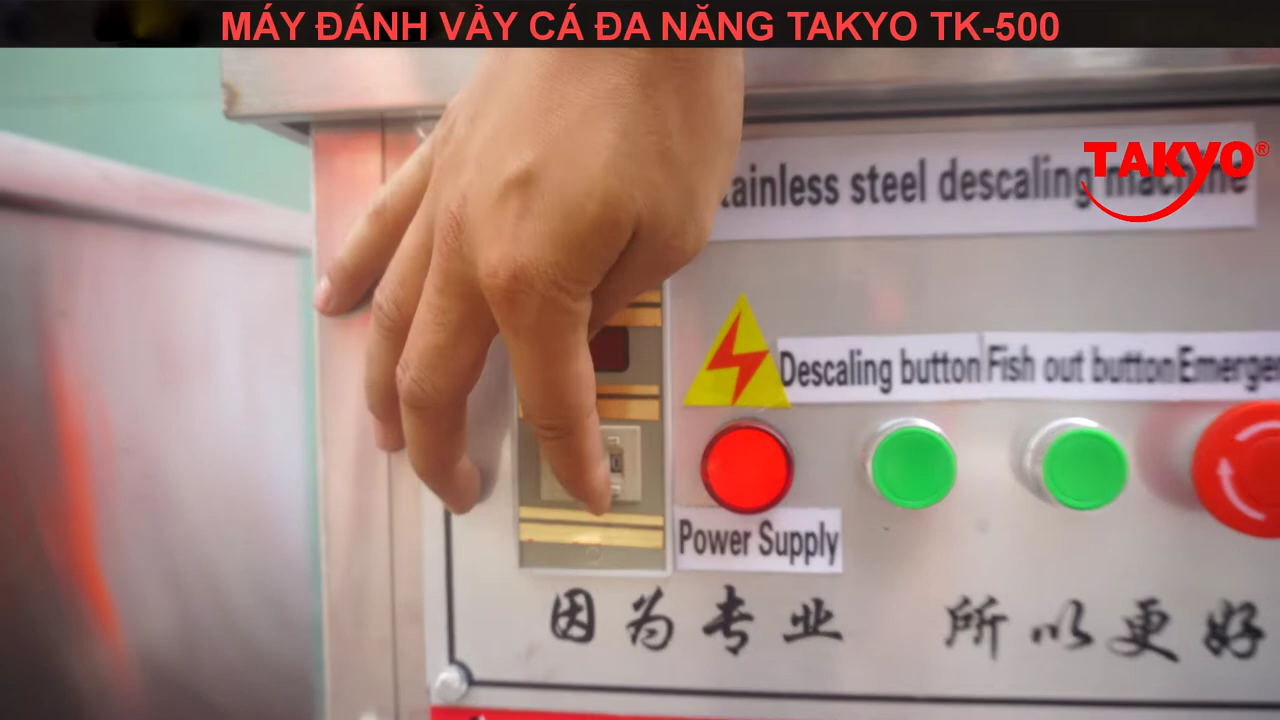 MÁY ĐÁNH VẢY CÁ ĐA NĂNG TAKYO TK-500
TAKYO®
tainless steel descaling machine
Descaling button Fish out button Emerge
Power Supply
因为专业 所以更好